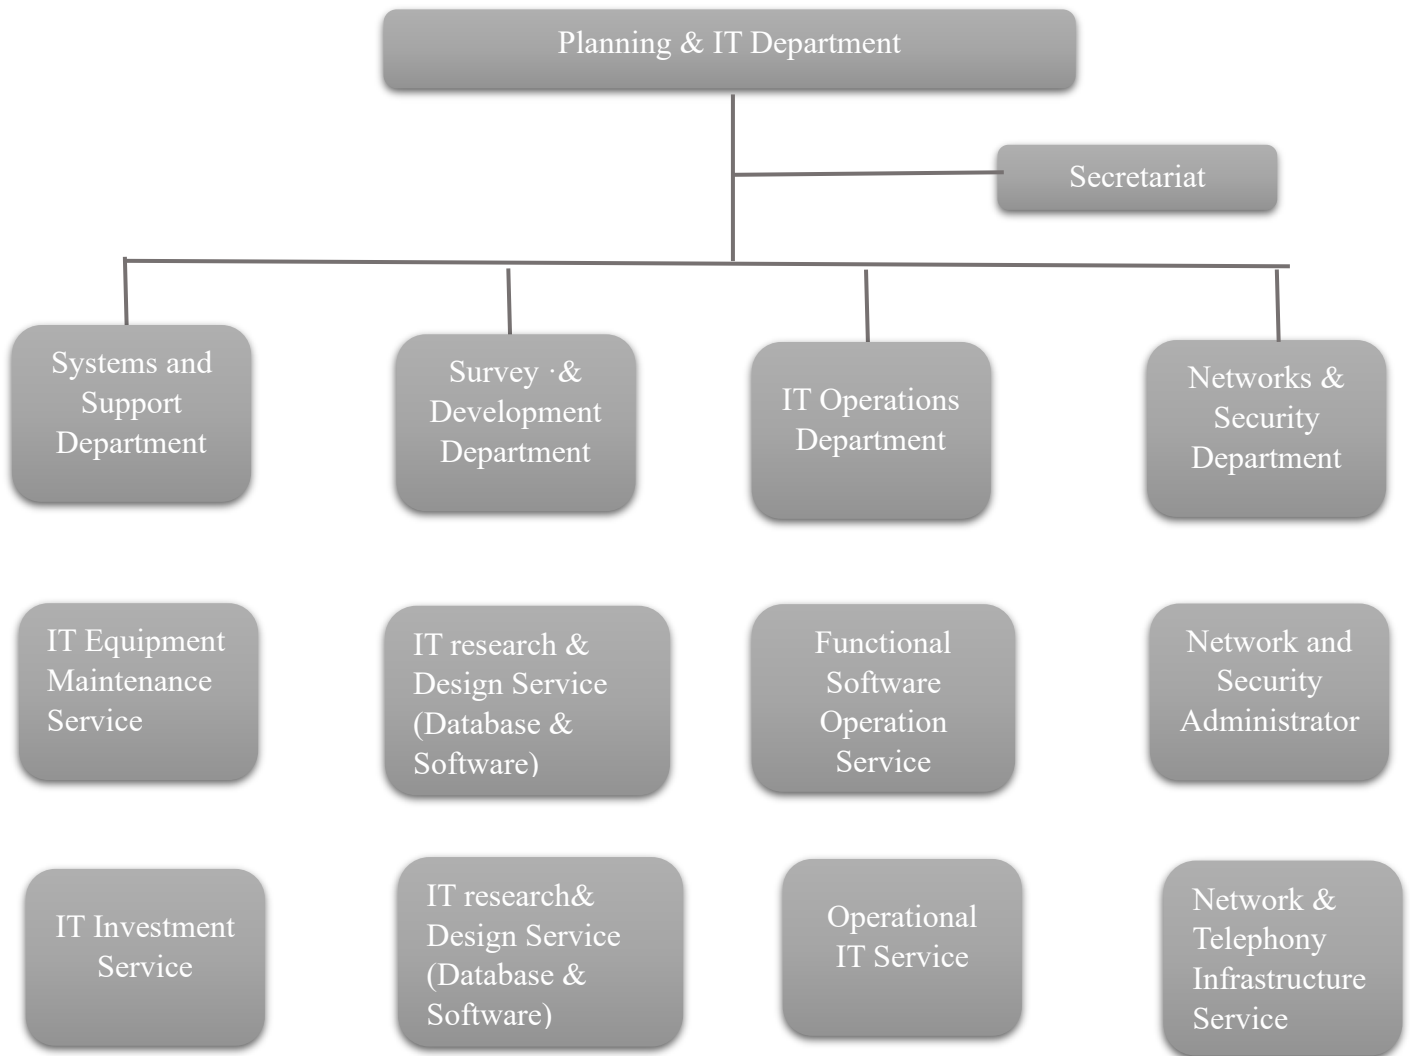 Planning & IT Department
Secretariat
Systems and
Support
Department
Survey ·&
Development
Department
IT Operations
Department
Networks &
Security
Department
IT Equipment
Maintenance
Service
IT research &
Design Service
(Database &
Software)
Functional
Software
Operation
Service
Network and
Security
Administrator
IT Investment
Service
IT research&
Design Service
(Database &
Software)
Operational
IT Service
Network &
Telephony
Infrastructure
Service